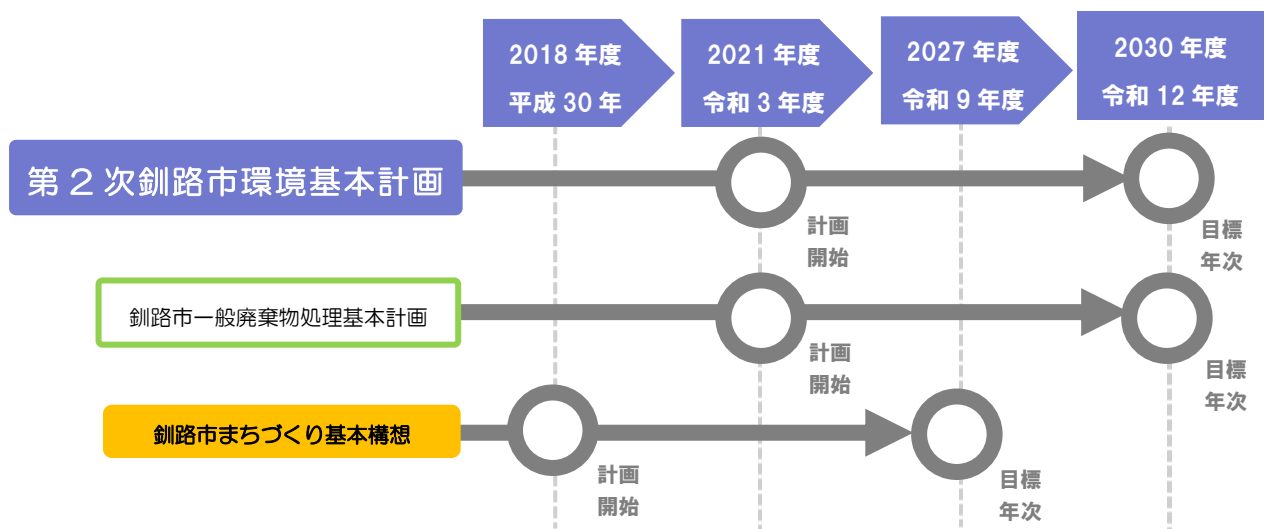 2018 年度
平成 30 年
2021 年度
令和 3 年度
2027 年度
令和 9 年度
2030 年度
令和 12 年度
第 2 次釧路市環境基本計画
計画
開始
目標
年次
釧路市一般廃棄物処理基本計画
計画
開始
目標
年次
釧路市まちづくり基本構想
計画
開始
目標
年次